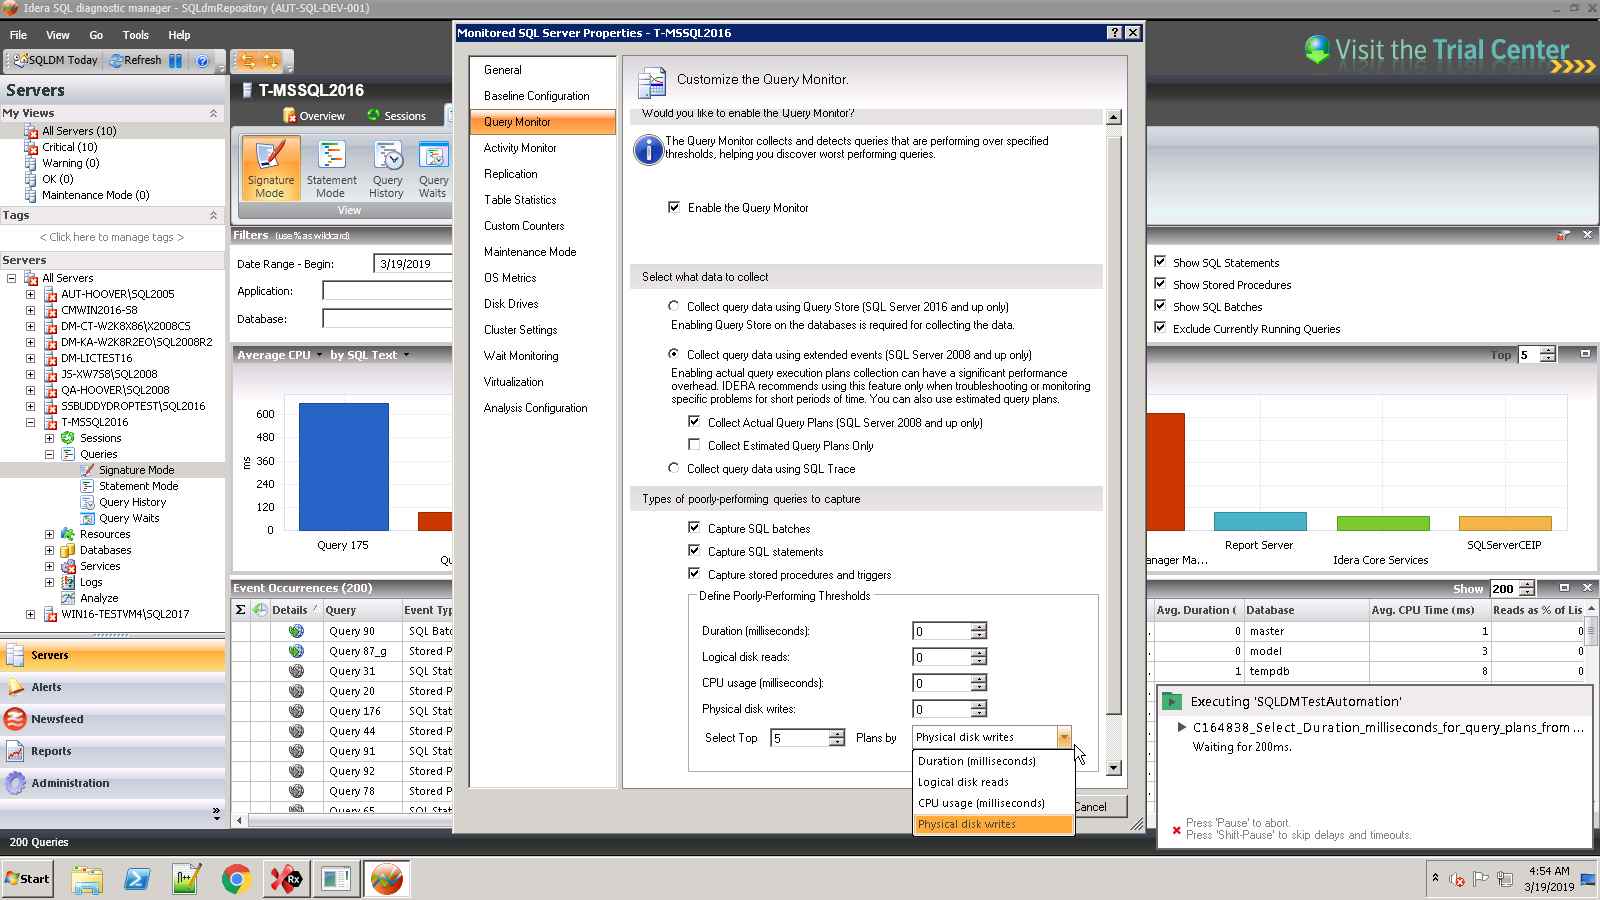 Idera SQL diagnostic manager - SQLdmRepository (AUT-SQL-DEV-001)
File View Go Tools Help
SQLDM Today Refresh
Visit the Trial Center
Servers
My Views
All Servers (10)
Critical (10)
Warning (0)
OK (0)
Maintenance Mode (0)
Tags
< Click here to manage tags >
Servers
All Servers
AUT-HOOVER\SQL2005
CMWIN2016-58
DM-CT-W2K8X86\X2008CS
DM-KA-W2K8R2EO\SQL2008R2
DM-LICTEST16
JS-XW7S8\SQL2008
QA-HOOVER\SQL2008
SSBUDDYDROPTEST\SQL2016
T-MSSQL2016
Sessions
Queries
Signature Mode
Statement Mode
Query History
Query Waits
Resources
Databases
Services
Logs
Analyze
WIN16-TESTVM4\SQL2017
Servers
Alerts
Newsfeed
Reports
Administration
200 Queries
T-MSSQL2016
Overview Sessions
Signature Mode
Statement Mode
Query History
Query Waits
View
Filters (use % as wildcard)
Date Range - Begin: 3/19/2019
Application:
Database:
Average CPU by SQL Text
600
480
360
240
120
0
ms
Query 175
Event Occurrences (200)
Σ Details Query Event Typ
Query 90 SQL Batc
Query 87_g Stored P
Query 31 SQL Stat
Query 20 Stored P
Query 176 SQL Stat
Query 44 Stored P
Query 91 SQL Stat
Query 92 Stored P
Query 78 Stored P
Query 65 SQL Stat
Monitored SQL Server Properties - T-MSSQL2016
General
Baseline Configuration
Query Monitor
Activity Monitor
Replication
Table Statistics
Custom Counters
Maintenance Mode
OS Metrics
Disk Drives
Cluster Settings
Wait Monitoring
Virtualization
Analysis Configuration
Customize the Query Monitor.
Would you like to enable the Query Monitor?
The Query Monitor collects and detects queries that are performing over specified
thresholds, helping you discover worst performing queries.
Enable the Query Monitor
Select what data to collect
Collect query data using Query Store (SQL Server 2016 and up only)
Enabling Query Store on the databases is required for collecting the data.
Collect query data using extended events (SQL Server 2008 and up only)
Enabling actual query execution plans collection can have a significant performance
overhead. IDERA recommends using this feature only when troubleshooting or monitoring
specific problems for short periods of time. You can also use estimated query plans.
Collect Actual Query Plans (SQL Server 2008 and up only)
Collect Estimated Query Plans Only
Collect query data using SQL Trace
Types of poorly-performing queries to capture
Capture SQL batches
Capture SQL statements
Capture stored procedures and triggers
Define Poorly-Performing Thresholds
Duration (milliseconds): 0
Logical disk reads: 0
CPU usage (milliseconds): 0
Physical disk writes: 0
Select Top 5 Plans by Physical disk writes
Duration (milliseconds)
Logical disk reads
CPU usage (milliseconds)
Physical disk writes
Cancel
Show SQL Statements
Show Stored Procedures
Show SQL Batches
Exclude Currently Running Queries
Top 5
anager Ma...
Report Server
Idera Core Services
SQLServerCEIP
Show 200
Avg. Duration ( Database Avg. CPU Time (ms) Reads as % of Lis
0 master 1 0
0 model 3 0
1 tempdb 8 0
Executing 'SQLDMTestAutomation'
C164838_Select_Duration_milliseconds_for_query_plans_from ...
Waiting for 200ms.
Press 'Pause' to abort.
Press 'Shift-Pause' to skip delays and timeouts.
Start
4:54 AM
3/19/2019